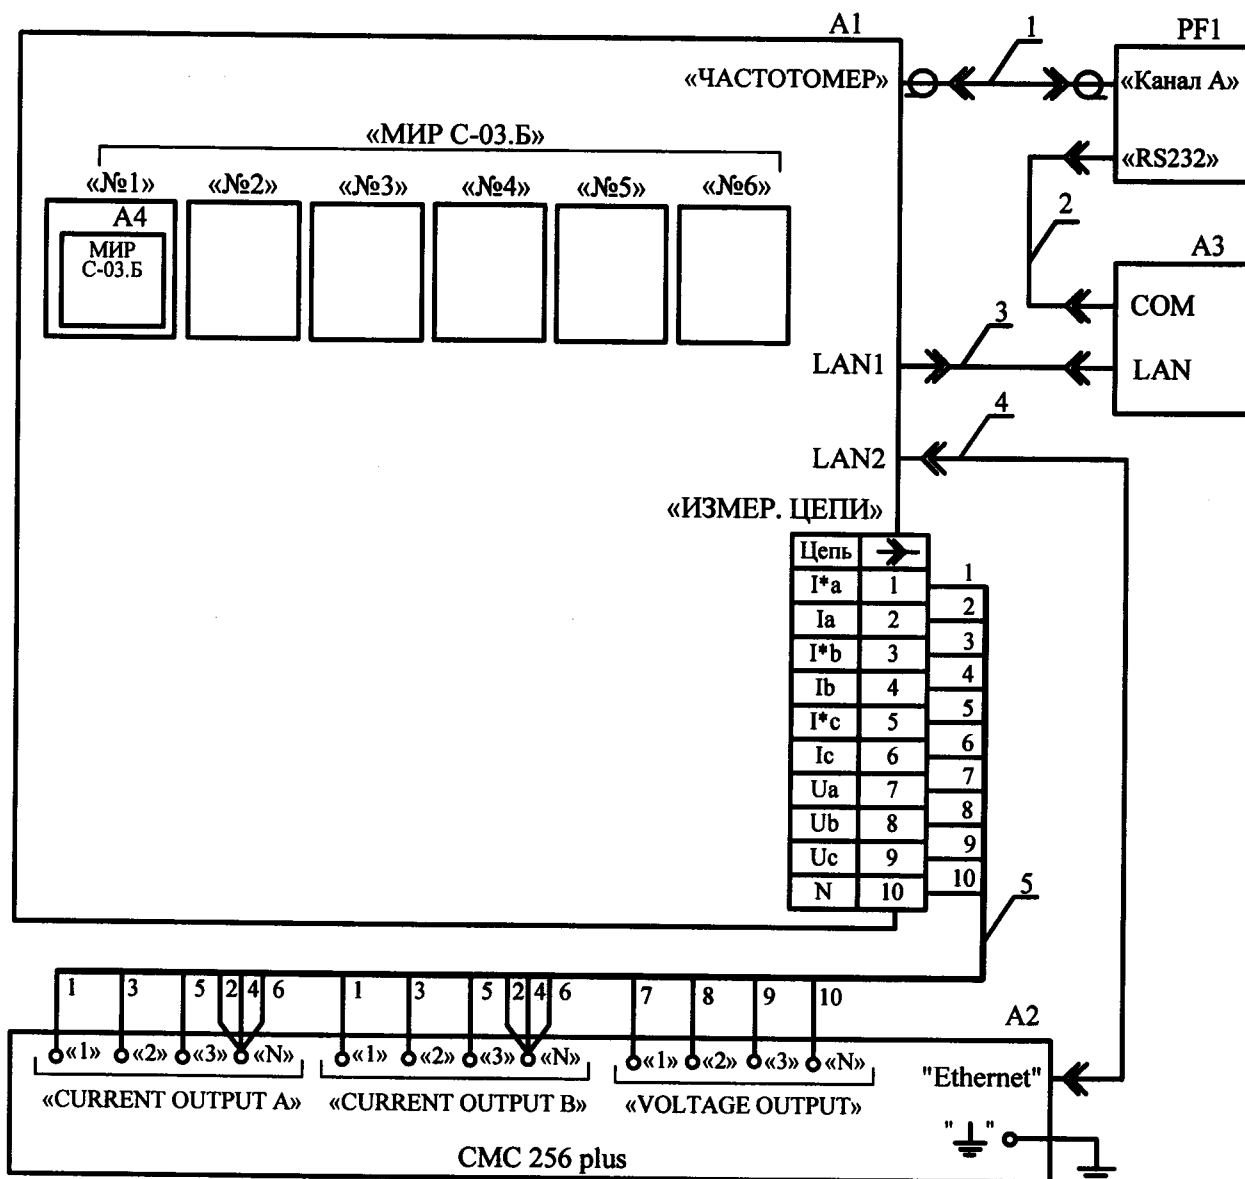 A1
1
PF1
«ЧАСТОТОМЕР»
«Канал А»
«МИР С-03.Б»
«RS232»
«№1» «№2» «№3» «№4» «№5» «№6»
A4
МИР
С-03.Б
2
A3
COM
3
LAN1
LAN
4
LAN2
«ИЗМЕР. ЦЕПИ»
Цепь
I*a 1 1
Ia 2 2
I*b 3 3
Ib 4 4
I*c 5 5
Ic 6 6
Ua 7 7
Ub 8 8
Uc 9 9
N 10 10
5
1 3 5 2 4 6 1 3 5 2 4 6 7 8 9 10
A2
«1» «2» «3» «N» «1» «2» «3» «N» «1» «2» «3» «N»
"Ethernet"
«CURRENT OUTPUT A» «CURRENT OUTPUT B» «VOLTAGE OUTPUT»
" "
CMC 256 plus